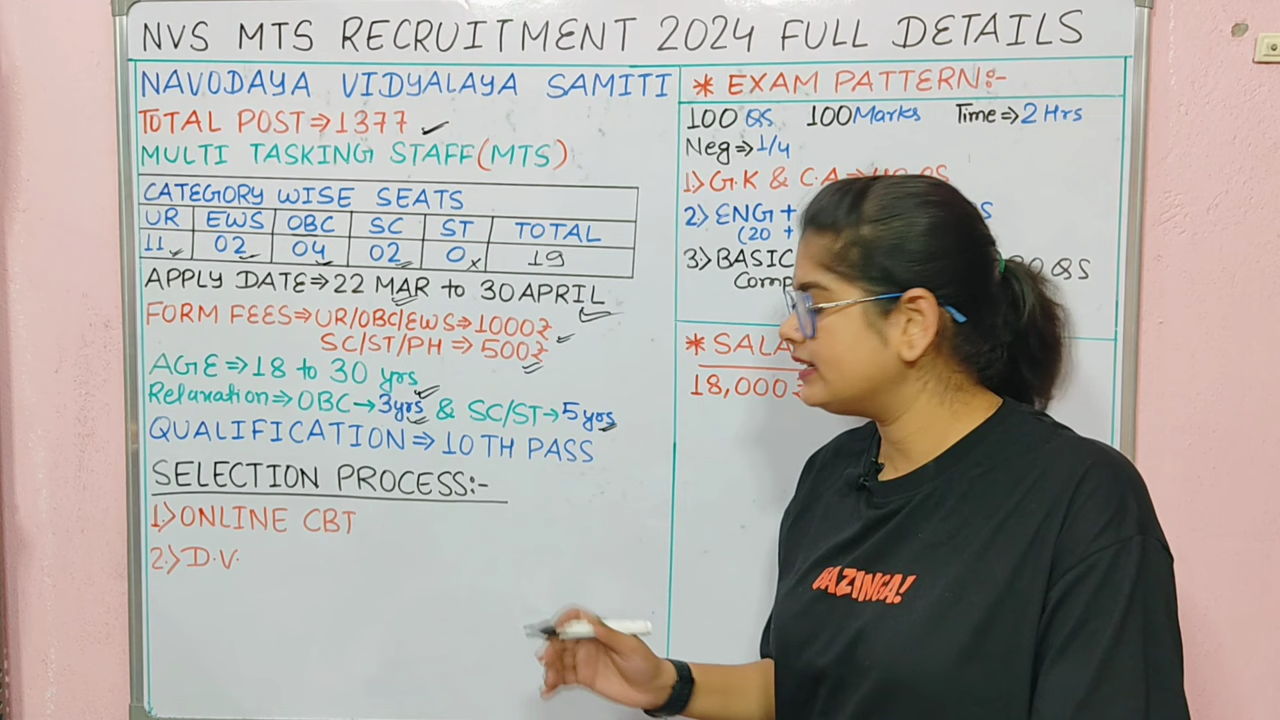 NVS MTS RECRUITMENT 2024 FULL DETAILS
NAVODAYA VIDYALAYA SAMITI
TOTAL POST⇒1377 ✓
MULTI TASKING STAFF(MTS)
CATEGORY WISE SEATS
UR EWS OBC SC ST TOTAL
11 02 04 02 0 19
APPLY DATE⇒22 MAR to 30 APRIL
FORM FEES⇒UR/OBC/EWS⇒1000₹
SC/ST/PH ⇒ 500₹
AGE⇒18 to 30 yrs
Relaxation⇒OBC→3yrs & SC/ST→5yrs
QUALIFICATION⇒10TH PASS
SELECTION PROCESS:-
1.>ONLINE CBT
2.>D.V.
* EXAM PATTERN:-
100 QS 100 Marks Time⇒2 Hrs
Neg⇒1/4
1.>G.K & C.A⇒ QS
2.>ENG +
(20 +
3.>BASIC QS
Comp
* SALA
18,000₹
BAZINGA!